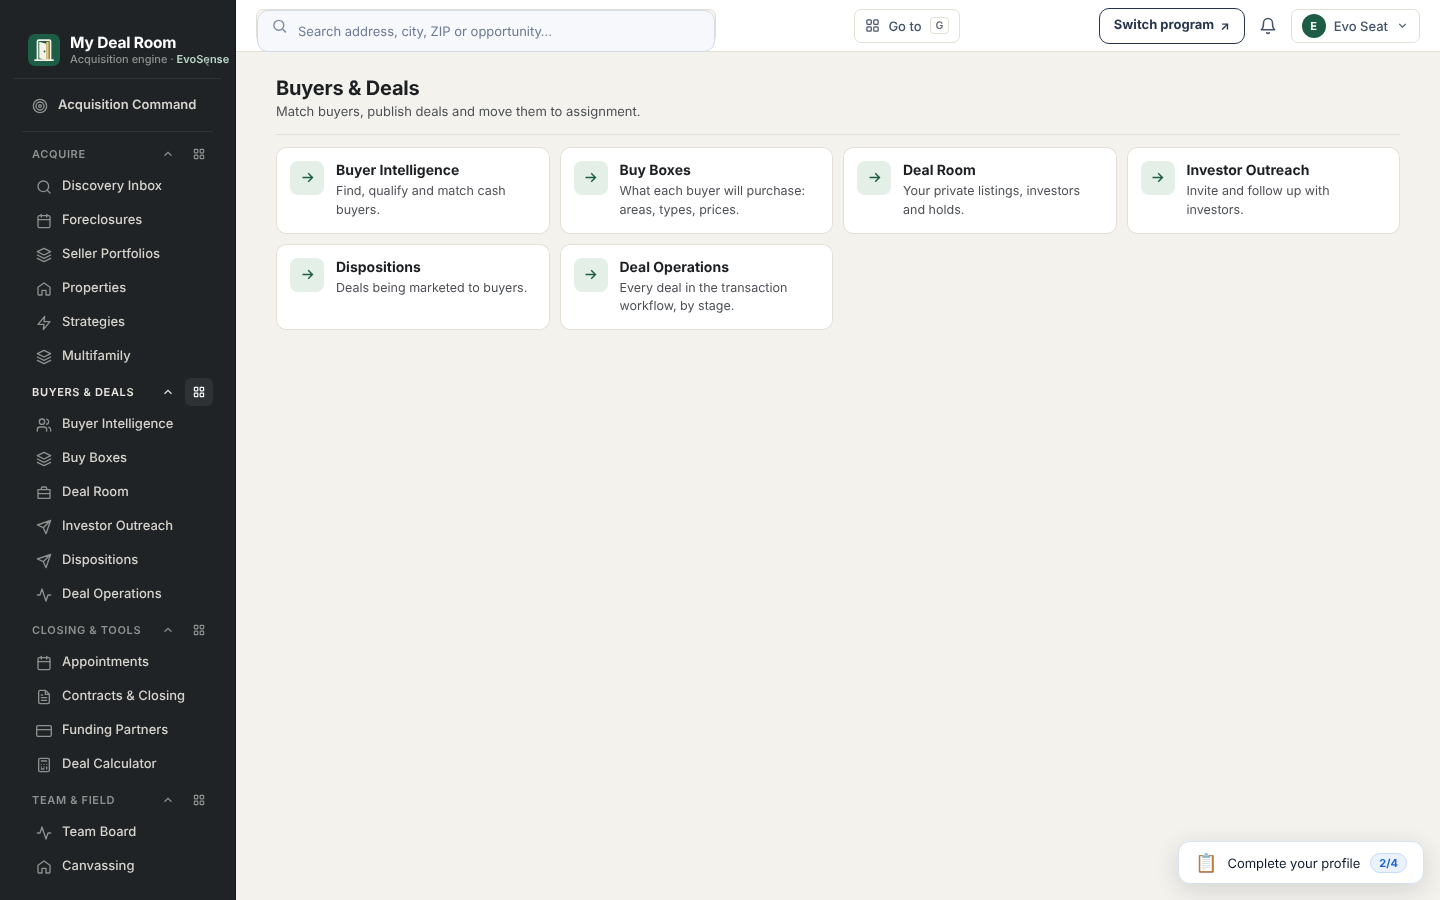 My Deal Room
Acquisition engine · EvoSense
Acquisition Command
ACQUIRE
Discovery Inbox
Foreclosures
Seller Portfolios
Properties
Strategies
Multifamily
BUYERS & DEALS
Buyer Intelligence
Buy Boxes
Deal Room
Investor Outreach
Dispositions
Deal Operations
CLOSING & TOOLS
Appointments
Contracts & Closing
Funding Partners
Deal Calculator
TEAM & FIELD
Team Board
Canvassing
Search address, city, ZIP or opportunity...
Go to G
Switch program
E Evo Seat
Buyers & Deals
Match buyers, publish deals and move them to assignment.
Buyer Intelligence
Find, qualify and match cash
buyers.
Buy Boxes
What each buyer will purchase:
areas, types, prices.
Deal Room
Your private listings, investors
and holds.
Investor Outreach
Invite and follow up with
investors.
Dispositions
Deals being marketed to buyers.
Deal Operations
Every deal in the transaction
workflow, by stage.
Complete your profile 2/4